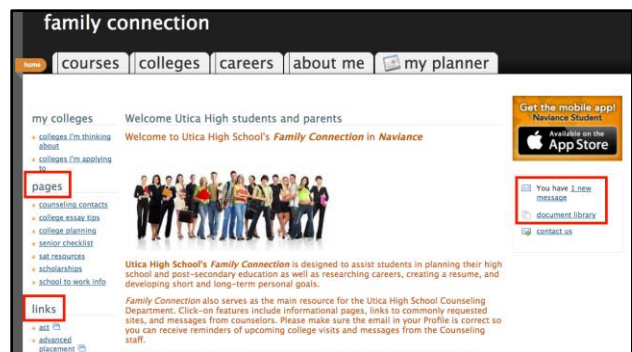 family connection
home
courses
colleges
careers
about me
my planner
my colleges
colleges I'm thinking
about
colleges I'm applying
to
pages
counseling contacts
college essay tips
college planning
senior checklist
sat resources
scholarships
school to work info
links
act
advanced
placement
Welcome Utica High students and parents
Welcome to Utica High School's Family Connection in Naviance
Utica High School's Family Connection is designed to assist students in planning their high
school and post-secondary education as well as researching careers, creating a resume, and
developing short and long-term personal goals.
Family Connection also serves as the main resource for the Utica High School Counseling
Department. Click-on features include informational pages, links to commonly requested
sites, and messages from counselors. Please make sure the email in your Profile is correct so
you can receive reminders of upcoming college visits and messages from the Counseling
staff.
Get the mobile app!
Naviance Student
Available on the
App Store
You have 1 new
message
document library
contact us